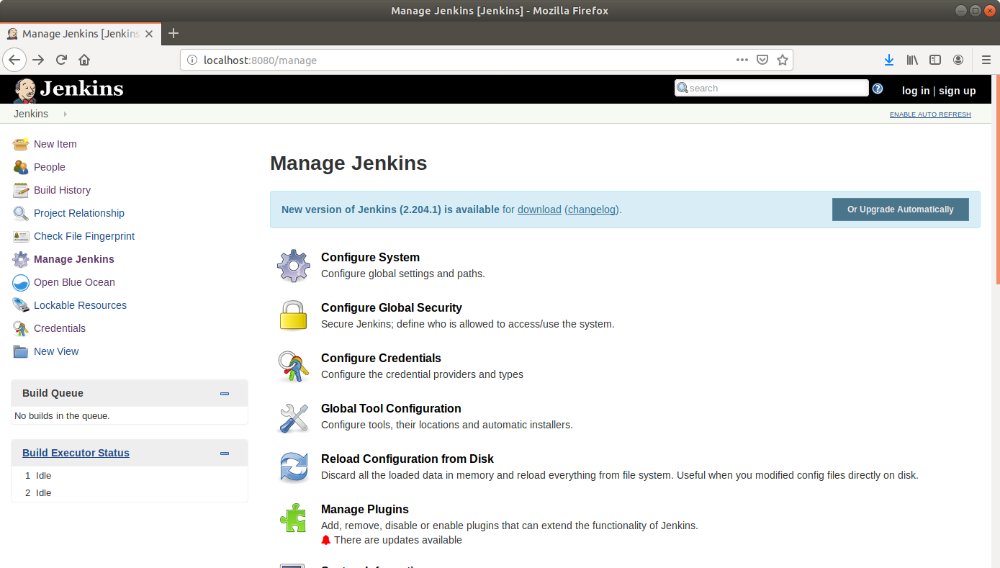 Manage Jenkins [Jenkins] - Mozilla Firefox
Manage Jenkins [Jenkins
localhost:8080/manage
Jenkins
search
log in | sign up
Jenkins
ENABLE AUTO REFRESH
New Item
People
Build History
Project Relationship
Check File Fingerprint
Manage Jenkins
Open Blue Ocean
Lockable Resources
Credentials
New View
Build Queue
No builds in the queue.
Build Executor Status
1 Idle
2 Idle
Manage Jenkins
New version of Jenkins (2.204.1) is available for download (changelog).
Or Upgrade Automatically
Configure System
Configure global settings and paths.
Configure Global Security
Secure Jenkins; define who is allowed to access/use the system.
Configure Credentials
Configure the credential providers and types
Global Tool Configuration
Configure tools, their locations and automatic installers.
Reload Configuration from Disk
Discard all the loaded data in memory and reload everything from file system. Useful when you modified config files directly on disk.
Manage Plugins
Add, remove, disable or enable plugins that can extend the functionality of Jenkins.
There are updates available